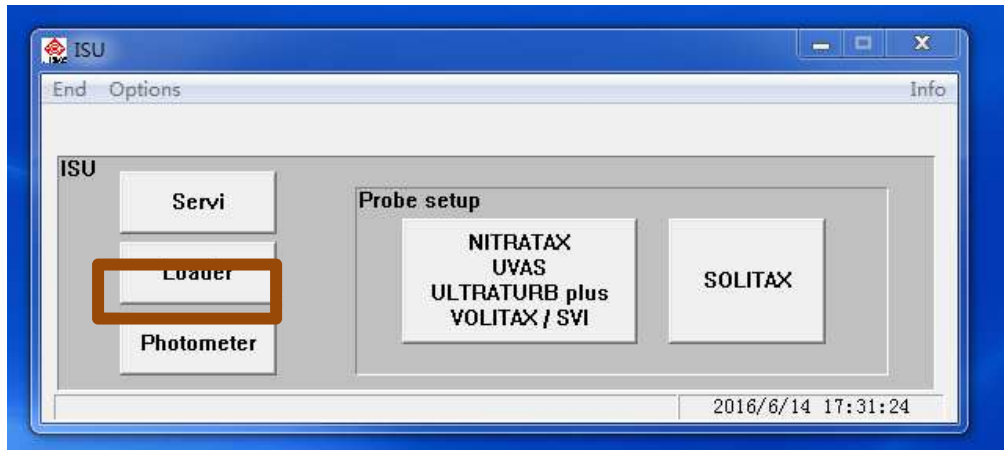 ISU
End Options Info
ISU
Servi
Loader
Photometer
Probe setup
NITRATAX
UVAS
ULTRATURB plus
VOLITAX / SVI
SOLITAX
2016/6/14 17:31:24